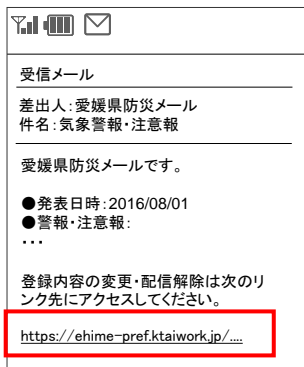 受信メール
差出人：愛媛県防災メール
件名：気象警報・注意報
愛媛県防災メールです。
●発表日時：2016/08/01
●警報・注意報：
・・・
登録内容の変更・配信解除は次のリ
ンク先にアクセスしてください。
https://ehime-pref.ktaiwork.jp/....